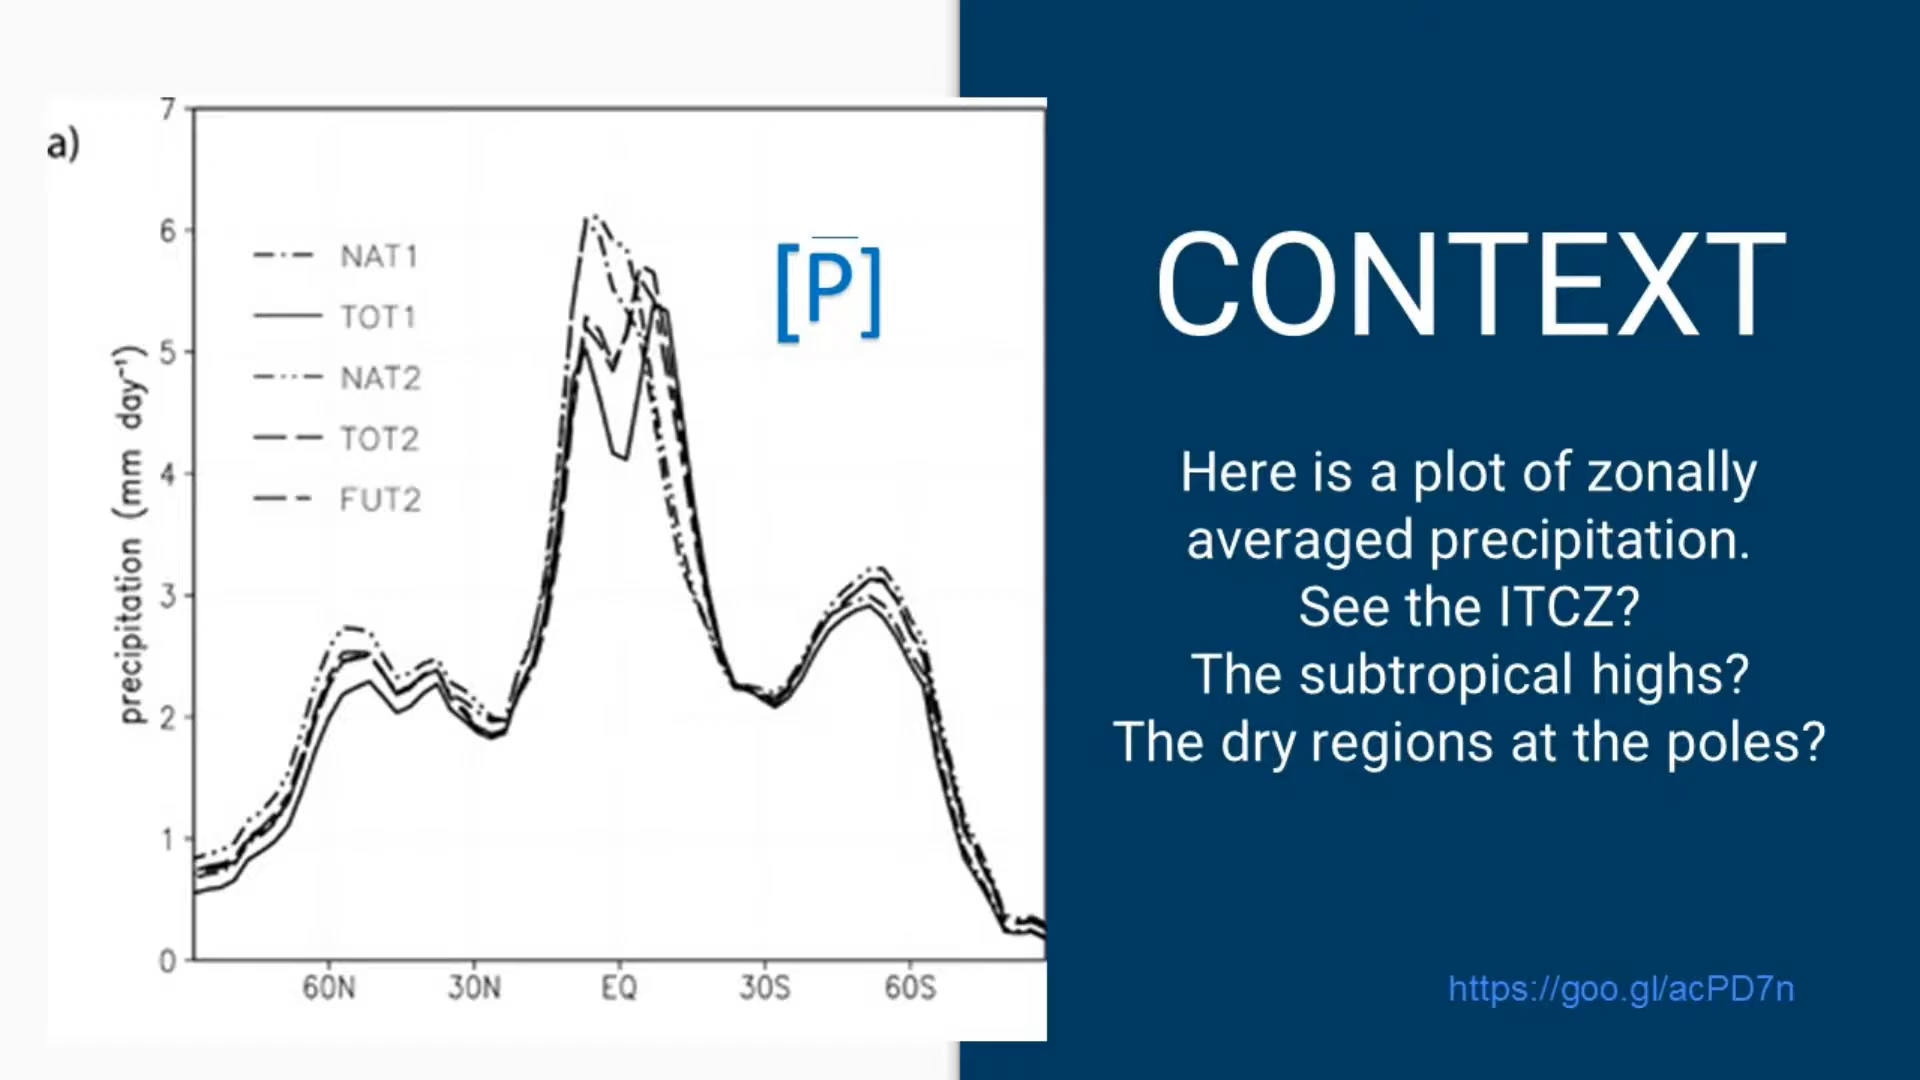 a)
7
6
5
4
3
2
1
0
precipitation (mm day⁻¹)
NAT1
TOT1
NAT2
TOT2
FUT2
[P̅]
60N 30N EQ 30S 60S
CONTEXT
Here is a plot of zonally
averaged precipitation.
See the ITCZ?
The subtropical highs?
The dry regions at the poles?
https://goo.gl/acPD7n